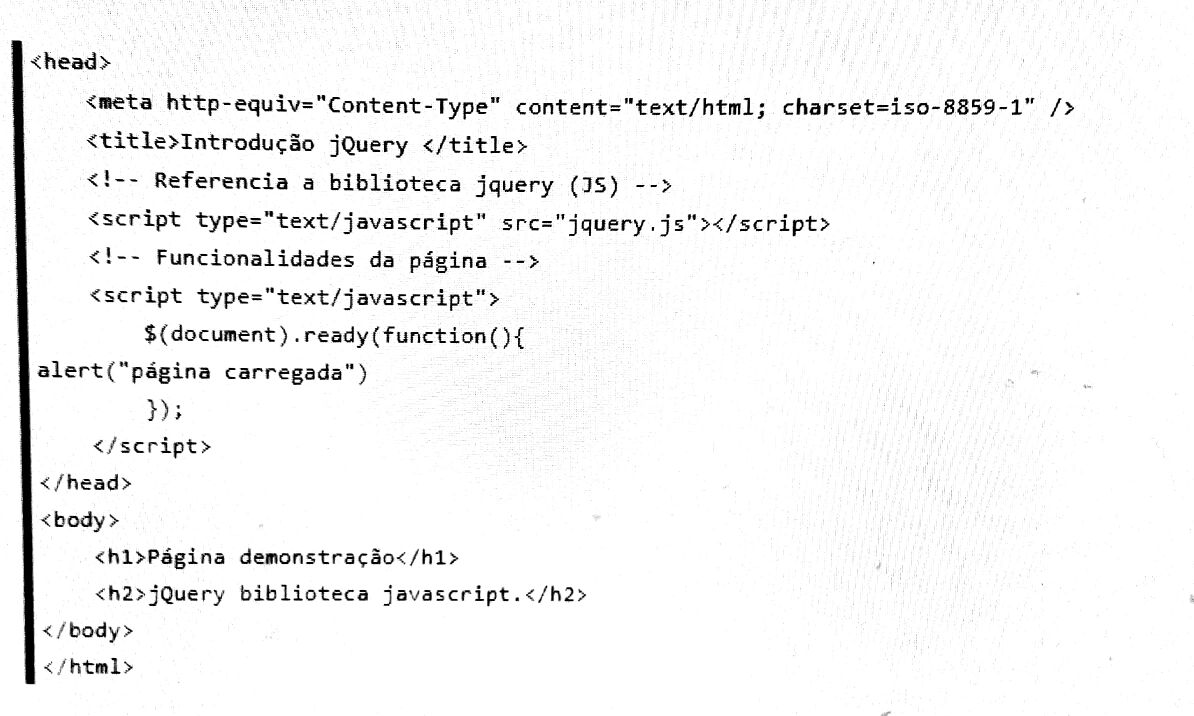 <head>
<meta http-equiv="Content-Type" content="text/html; charset=iso-8859-1" />
<title>Introdução jQuery </title>
<!-- Referencia a biblioteca jquery (JS) -->
<script type="text/javascript" src="jquery.js"></script>
<!-- Funcionalidades da página -->
<script type="text/javascript">
$(document).ready(function(){
alert("página carregada")
});
</script>
</head>
<body>
<h1>Página demonstração</h1>
<h2>jQuery biblioteca javascript.</h2>
</body>
</html>